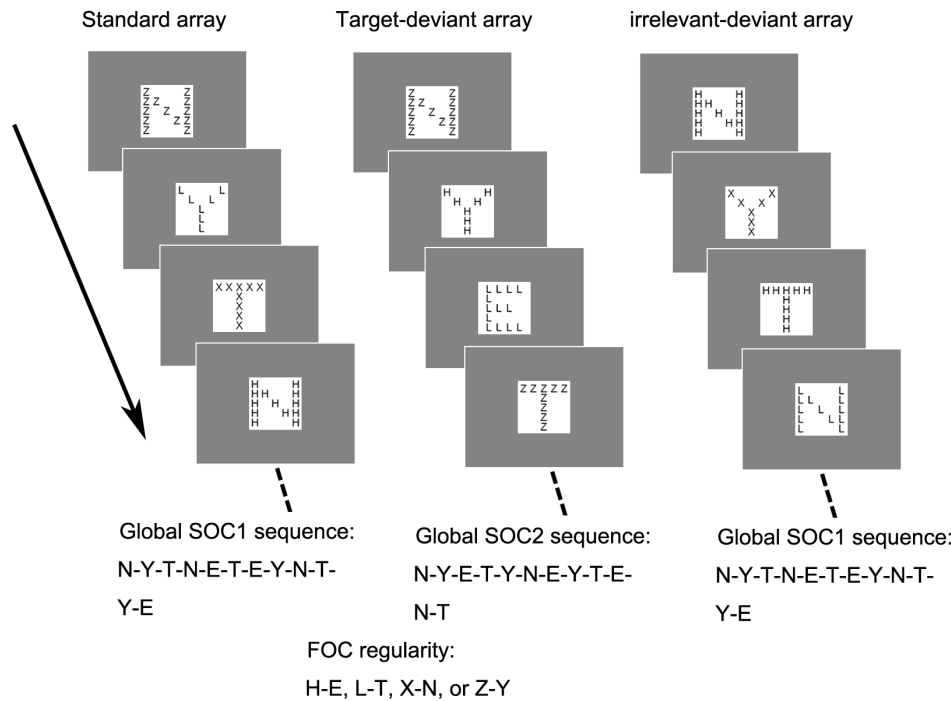 Standard array
Target-deviant array
irrelevant-deviant array
Z Z
Z Z Z
Z Z Z
Z Z Z
Z Z
L L
L L
L
L
L
X X X X X
X
X
X
X
H H
H H H
H H H
H H H
H H
Z Z
Z Z Z
Z Z Z
Z Z Z
Z Z
H H
H H
H
H
H
L L L L
L
L L L
L
L L L L
Z Z Z Z Z
Z
Z
Z
Z
H H
H H H
H H H
H H H
H H
X X
X X
X
X
X
H H H H H
H
H
H
H
L L
L L L
L L L
L L L
L L
Global SOC1 sequence:
N-Y-T-N-E-T-E-Y-N-T-
Y-E
Global SOC2 sequence:
N-Y-E-T-Y-N-E-Y-T-E-
N-T
Global SOC1 sequence:
N-Y-T-N-E-T-E-Y-N-T-
Y-E
FOC regularity:
H-E, L-T, X-N, or Z-Y